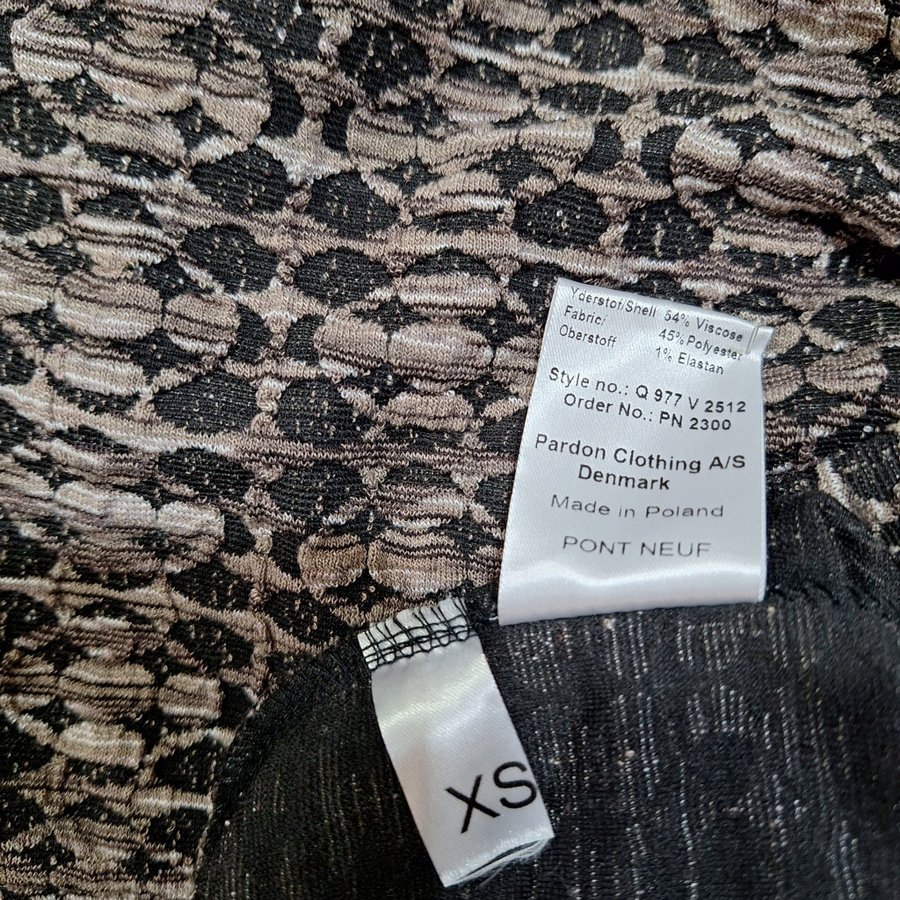 Yderstof/Shell 54% Viscose
Fabric/ 45% Polyester
Oberstoff 1% Elastan
Style no.: Q 977 V 2512
Order No.: PN 2300
Pardon Clothing A/S
Denmark
Made in Poland
PONT NEUF
XS